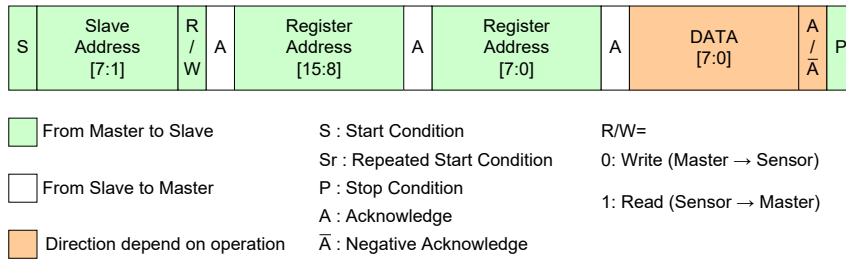 S
Slave
Address
[7:1]
R
/
W
A
Register
Address
[15:8]
A
Register
Address
[7:0]
A
DATA
[7:0]
A
/
A̅
P
From Master to Slave
From Slave to Master
Direction depend on operation
S : Start Condition
Sr : Repeated Start Condition
P : Stop Condition
A : Acknowledge
A̅ : Negative Acknowledge
R/W=
0: Write (Master → Sensor)
1: Read (Sensor → Master)